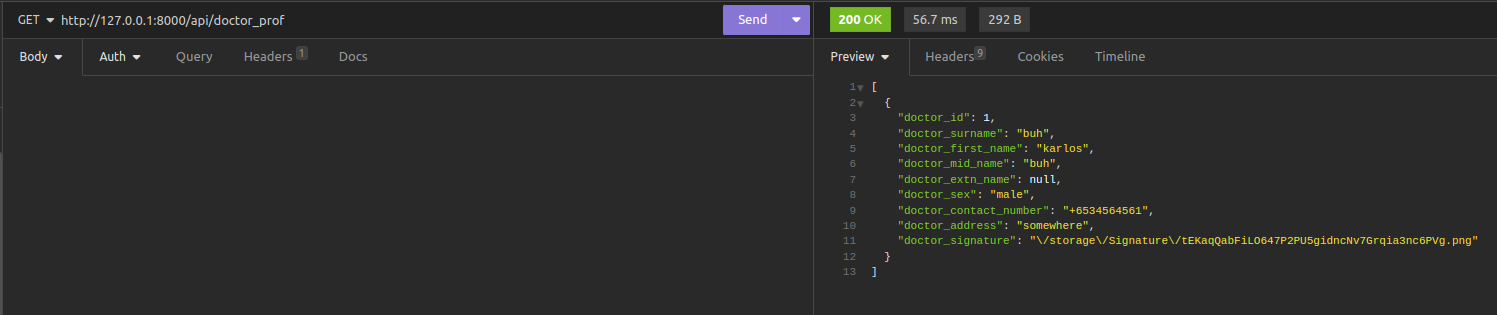 GET http://127.0.0.1:8000/api/doctor_prof Send 200 OK 56.7 ms 292 B
Body Auth Query Headers 1 Docs Preview Headers 9 Cookies Timeline
1 [
2 {
3 "doctor_id": 1,
4 "doctor_surname": "buh",
5 "doctor_first_name": "karlos",
6 "doctor_mid_name": "buh",
7 "doctor_extn_name": null,
8 "doctor_sex": "male",
9 "doctor_contact_number": "+6534564561",
10 "doctor_address": "somewhere",
11 "doctor_signature": "\/storage\/Signature\/tEKaqQabFiLO647P2PU5gidncNv7Grqia3nc6PVg.png"
12 }
13 ]